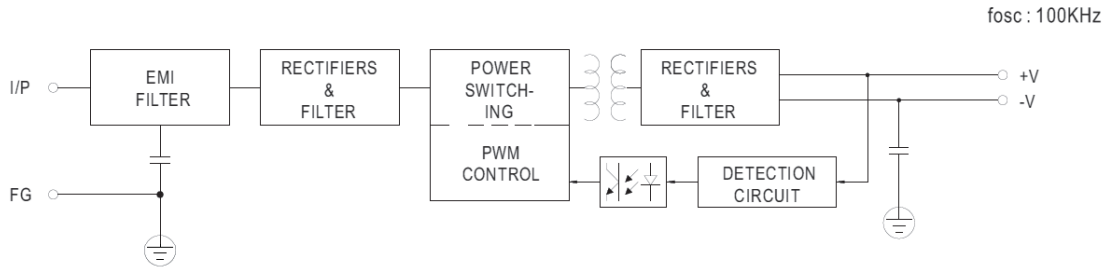 fosc : 100KHz
I/P
EMI
FILTER
RECTIFIERS
&
FILTER
POWER
SWITCH-
ING
PWM
CONTROL
RECTIFIERS
&
FILTER
+V
-V
DETECTION
CIRCUIT
FG